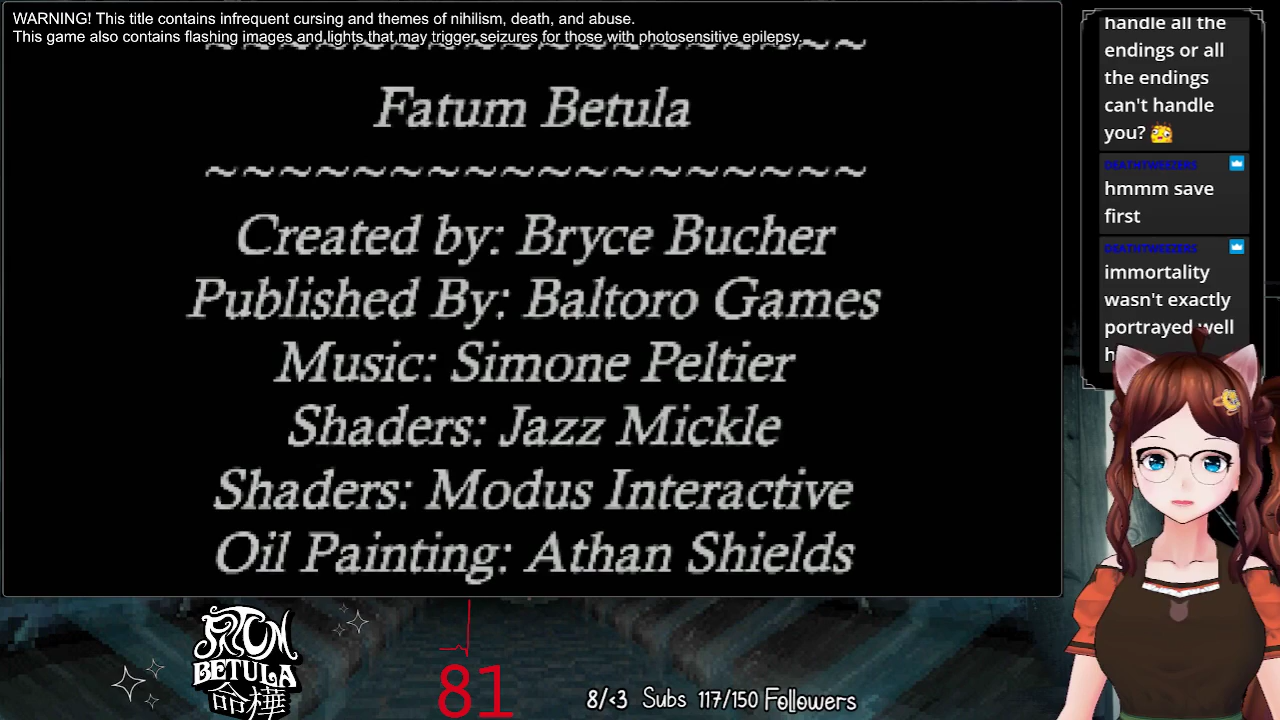 WARNING! This title contains infrequent cursing and themes of nihilism, death, and abuse.
This game also contains flashing images and lights that may trigger seizures for those with photosensitive epilepsy.
~~~~~~~~~~~~~~~~~~
Fatum Betula
~~~~~~~~~~~~~~~~~~
Created by: Bryce Bucher
Published By: Baltoro Games
Music: Simone Peltier
Shaders: Jazz Mickle
Shaders: Modus Interactive
Oil Painting: Athan Shields
handle all the
endings or all
the endings
can't handle
you?
DEATHTWEEZERS
hmmm save
first
DEATHTWEEZERS
immortality
wasn't exactly
portrayed well
FATUM
BETULA
命樺
81
8/<3 Subs 117/150 Followers